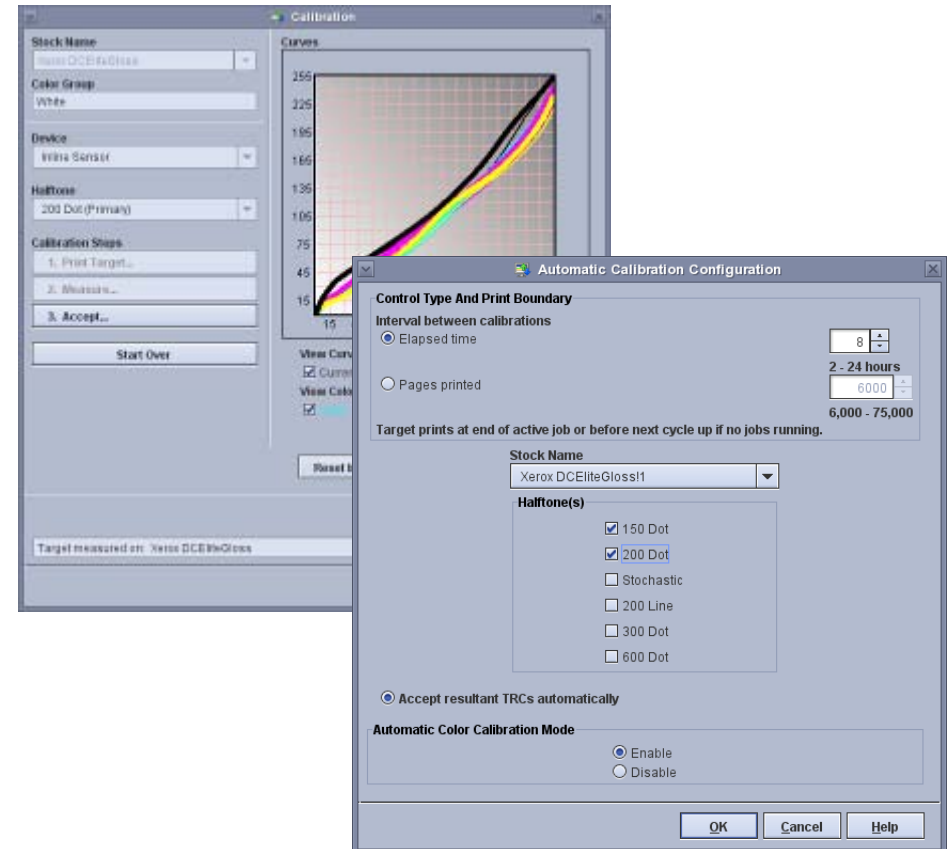 Calibration
Stock Name
Xerox DCEliteGloss
Color Group
White
Device
Inline Sensor
Halftone
200 Dot (Primary)
Calibration Steps
1. Print Target...
2. Measure...
3. Accept...
Start Over
Curves
255
225
195
165
135
105
75
45
15
15
View Curv
Curren
View Colo
Reset t
Target measured on: Xerox DCEliteGloss
Automatic Calibration Configuration
Control Type And Print Boundary
Interval between calibrations
Elapsed time
8
2 - 24 hours
Pages printed
6000
6,000 - 75,000
Target prints at end of active job or before next cycle up if no jobs running.
Stock Name
Xerox DCEliteGloss!1
Halftone(s)
150 Dot
200 Dot
Stochastic
200 Line
300 Dot
600 Dot
Accept resultant TRCs automatically
Automatic Color Calibration Mode
Enable
Disable
OK
Cancel
Help